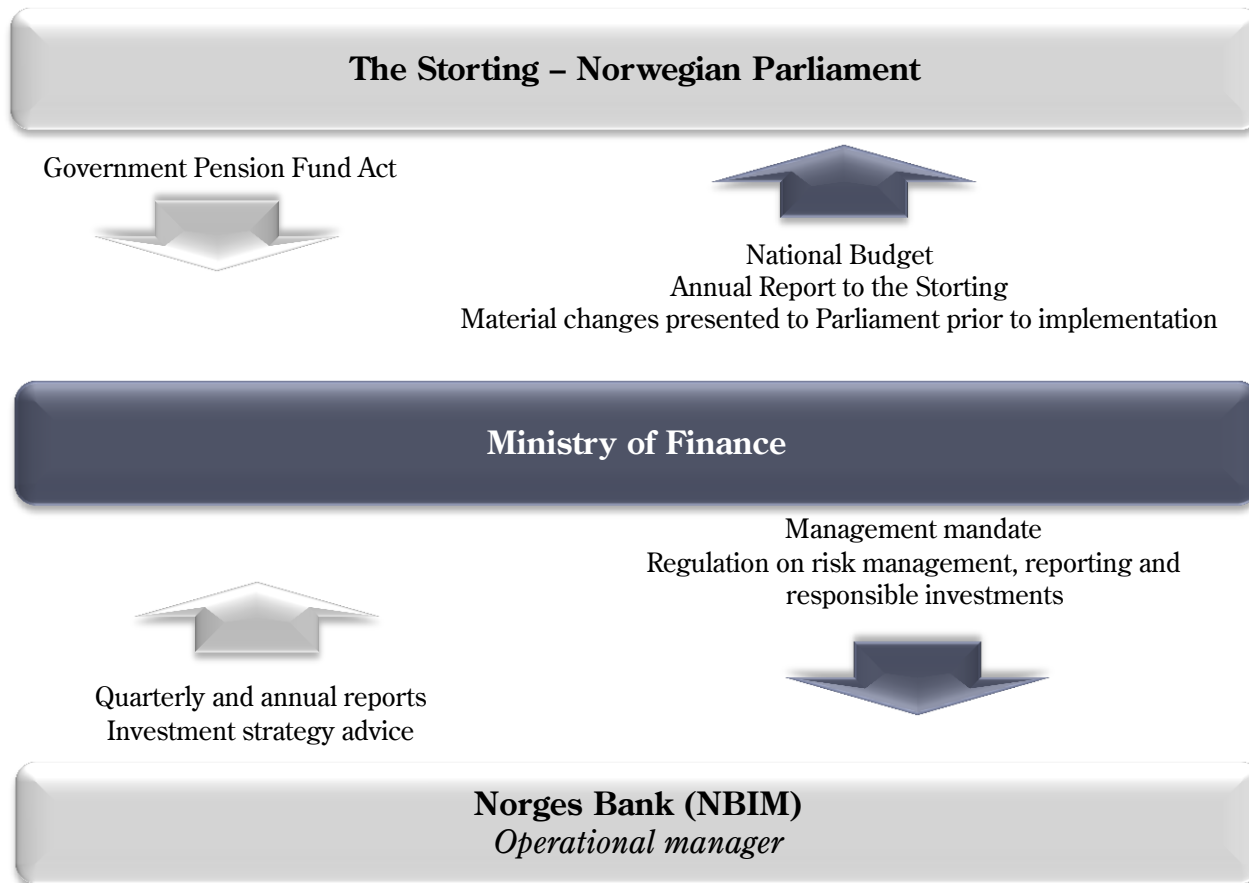 The Storting – Norwegian Parliament
Government Pension Fund Act
National Budget
Annual Report to the Storting
Material changes presented to Parliament prior to implementation
Ministry of Finance
Management mandate
Regulation on risk management, reporting and
responsible investments
Quarterly and annual reports
Investment strategy advice
Norges Bank (NBIM)
Operational manager